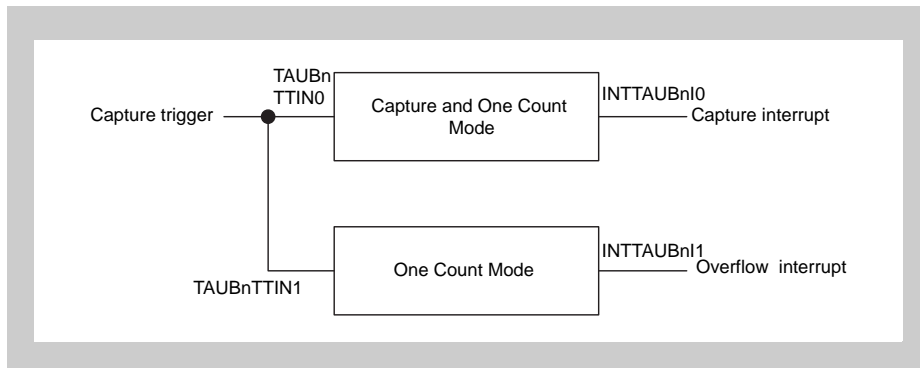 TAUBn
TTIN0
Capture trigger
Capture and One Count
Mode
INTTAUBnI0
Capture interrupt
TAUBnTTIN1
One Count Mode
INTTAUBnI1
Overflow interrupt